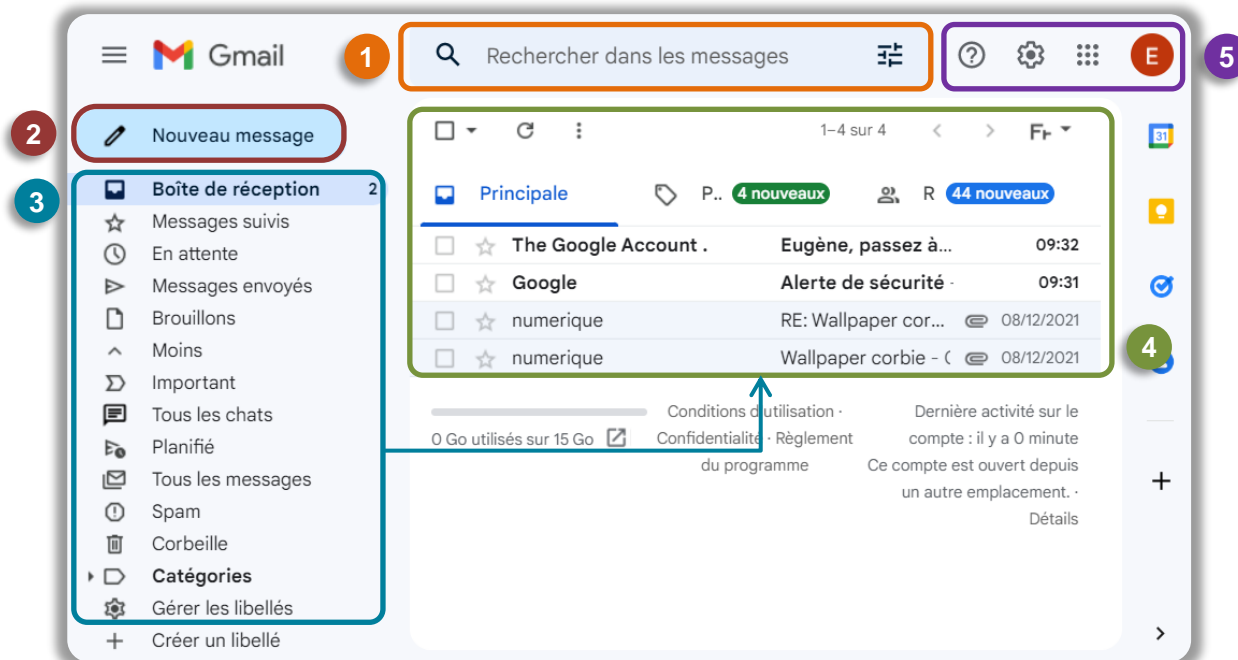 Gmail
1
Rechercher dans les messages
E
5
2
Nouveau message
1–4 sur 4
31
3
Boîte de réception 2
Principale
P.. 4 nouveaux
R 44 nouveaux
Messages suivis
En attente
Messages envoyés
Brouillons
Moins
Important
Tous les chats
Planifié
Tous les messages
Spam
Corbeille
Catégories
Gérer les libellés
Créer un libellé
The Google Account . Eugène, passez à... 09:32
Google Alerte de sécurité - 09:31
numerique RE: Wallpaper cor... 08/12/2021
numerique Wallpaper corbie - ( 08/12/2021
4
0 Go utilisés sur 15 Go
Conditions d'utilisation ·
Confidentialité · Règlement
du programme
Dernière activité sur le
compte : il y a 0 minute
Ce compte est ouvert depuis
un autre emplacement. ·
Détails